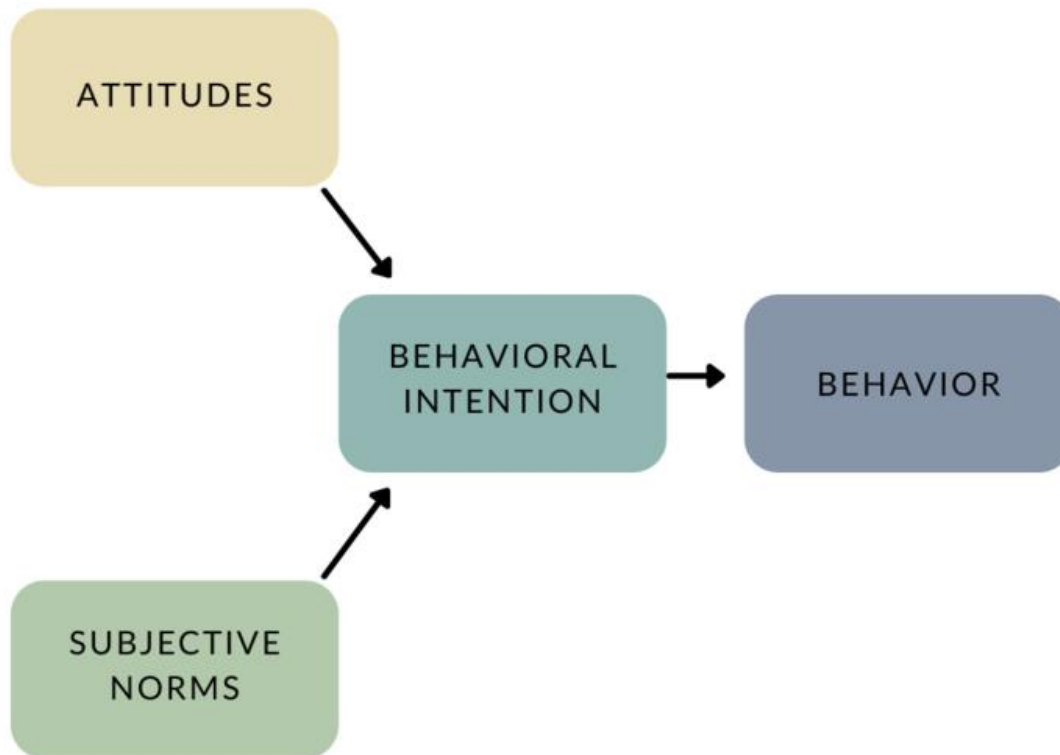 ATTITUDES
BEHAVIORAL
INTENTION
BEHAVIOR
SUBJECTIVE
NORMS